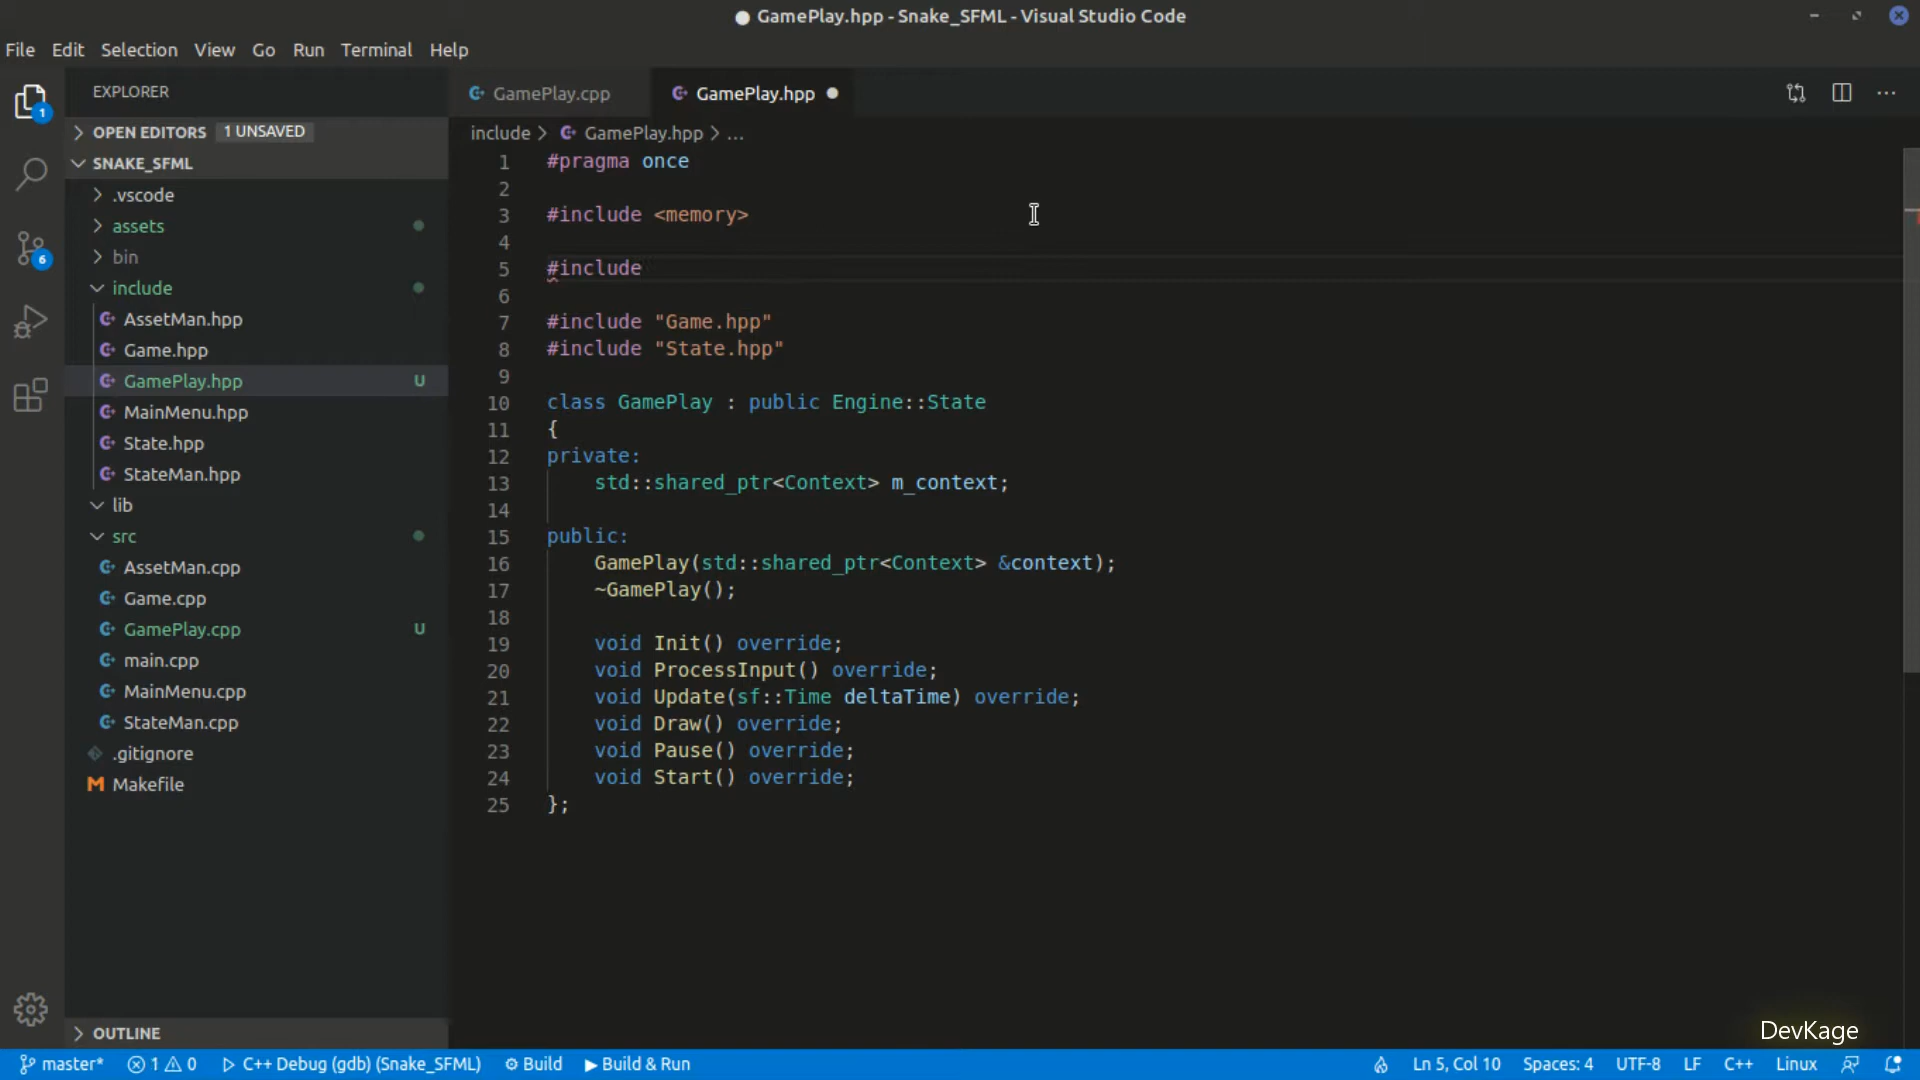 GamePlay.hpp - Snake_SFML - Visual Studio Code
File Edit Selection View Go Run Terminal Help
EXPLORER
OPEN EDITORS 1 UNSAVED
SNAKE_SFML
.vscode
assets
bin
include
AssetMan.hpp
Game.hpp
GamePlay.hpp U
MainMenu.hpp
State.hpp
StateMan.hpp
lib
src
AssetMan.cpp
Game.cpp
GamePlay.cpp U
main.cpp
MainMenu.cpp
StateMan.cpp
.gitignore
M Makefile
OUTLINE
1
6
GamePlay.cpp GamePlay.hpp
include > GamePlay.hpp > ...
1 #pragma once
2
3 #include <memory>
4
5 #include
6
7 #include "Game.hpp"
8 #include "State.hpp"
9
10 class GamePlay : public Engine::State
11 {
12 private:
13 std::shared_ptr<Context> m_context;
14
15 public:
16 GamePlay(std::shared_ptr<Context> &context);
17 ~GamePlay();
18
19 void Init() override;
20 void ProcessInput() override;
21 void Update(sf::Time deltaTime) override;
22 void Draw() override;
23 void Pause() override;
24 void Start() override;
25 };
DevKage
master* 1 0 C++ Debug (gdb) (Snake_SFML) Build Build & Run Ln 5, Col 10 Spaces: 4 UTF-8 LF C++ Linux